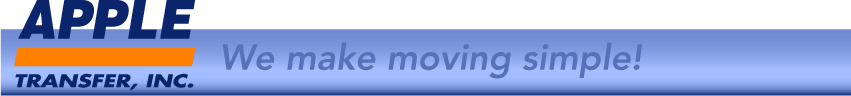 APPLE
TRANSFER, INC.
We make moving simple!